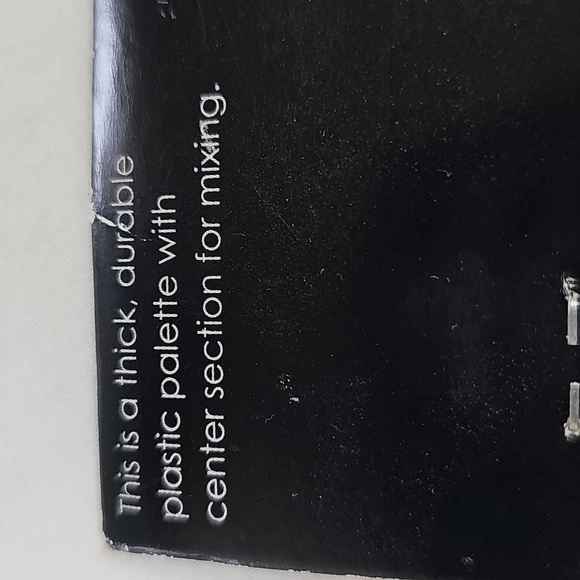 This is a thick, durable
plastic palette with
center section for mixing.